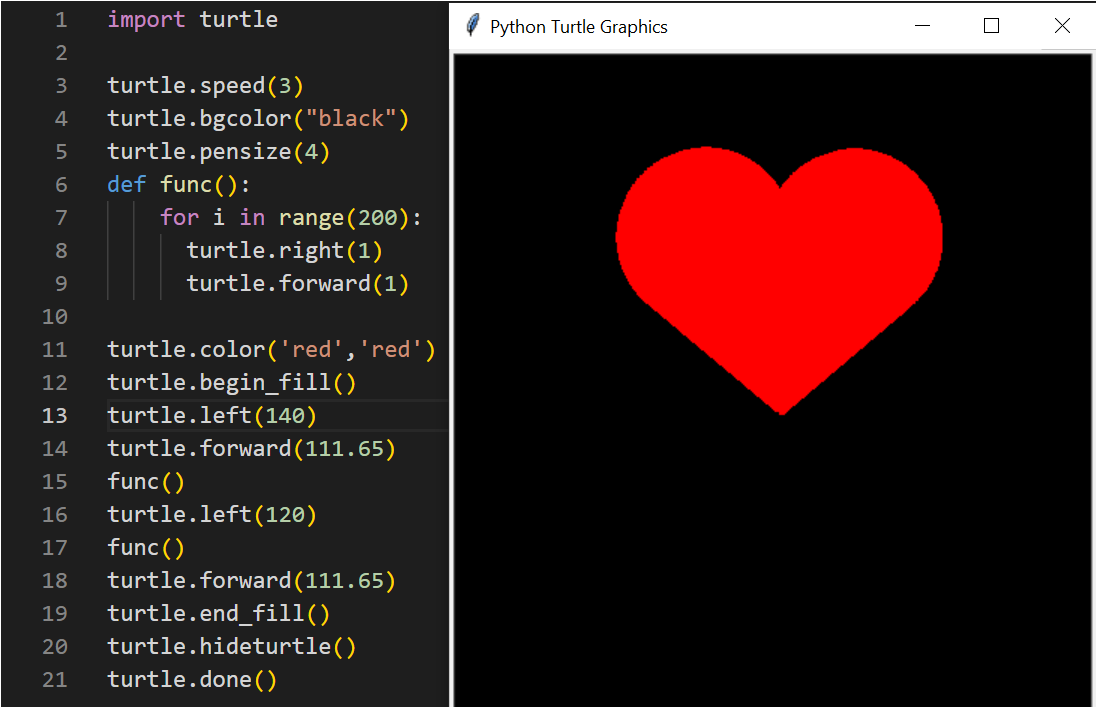 1 import turtle
2
3 turtle.speed(3)
4 turtle.bgcolor("black")
5 turtle.pensize(4)
6 def func():
7     for i in range(200):
8       turtle.right(1)
9       turtle.forward(1)
10
11 turtle.color('red','red')
12 turtle.begin_fill()
13 turtle.left(140)
14 turtle.forward(111.65)
15 func()
16 turtle.left(120)
17 func()
18 turtle.forward(111.65)
19 turtle.end_fill()
20 turtle.hideturtle()
21 turtle.done()
Python Turtle Graphics